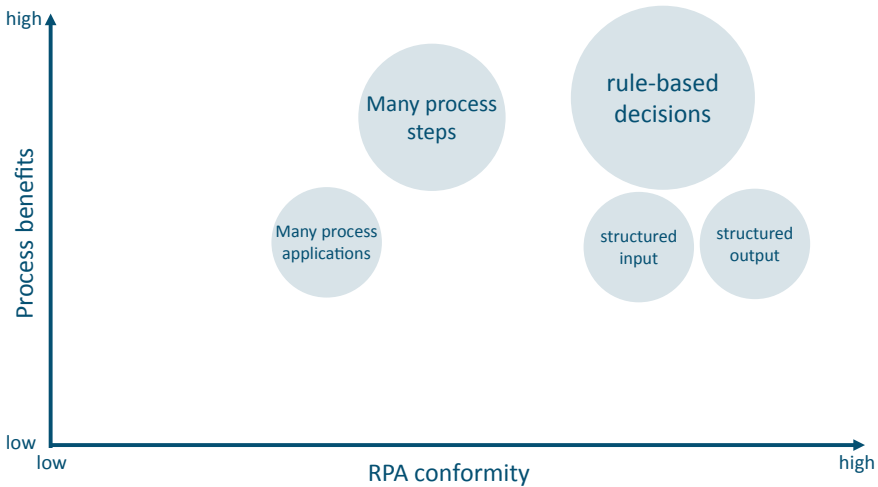 high
rule-based
decisions
Many process
steps
Many process
applications
structured
input
structured
output
Process benefits
low
low
high
RPA conformity